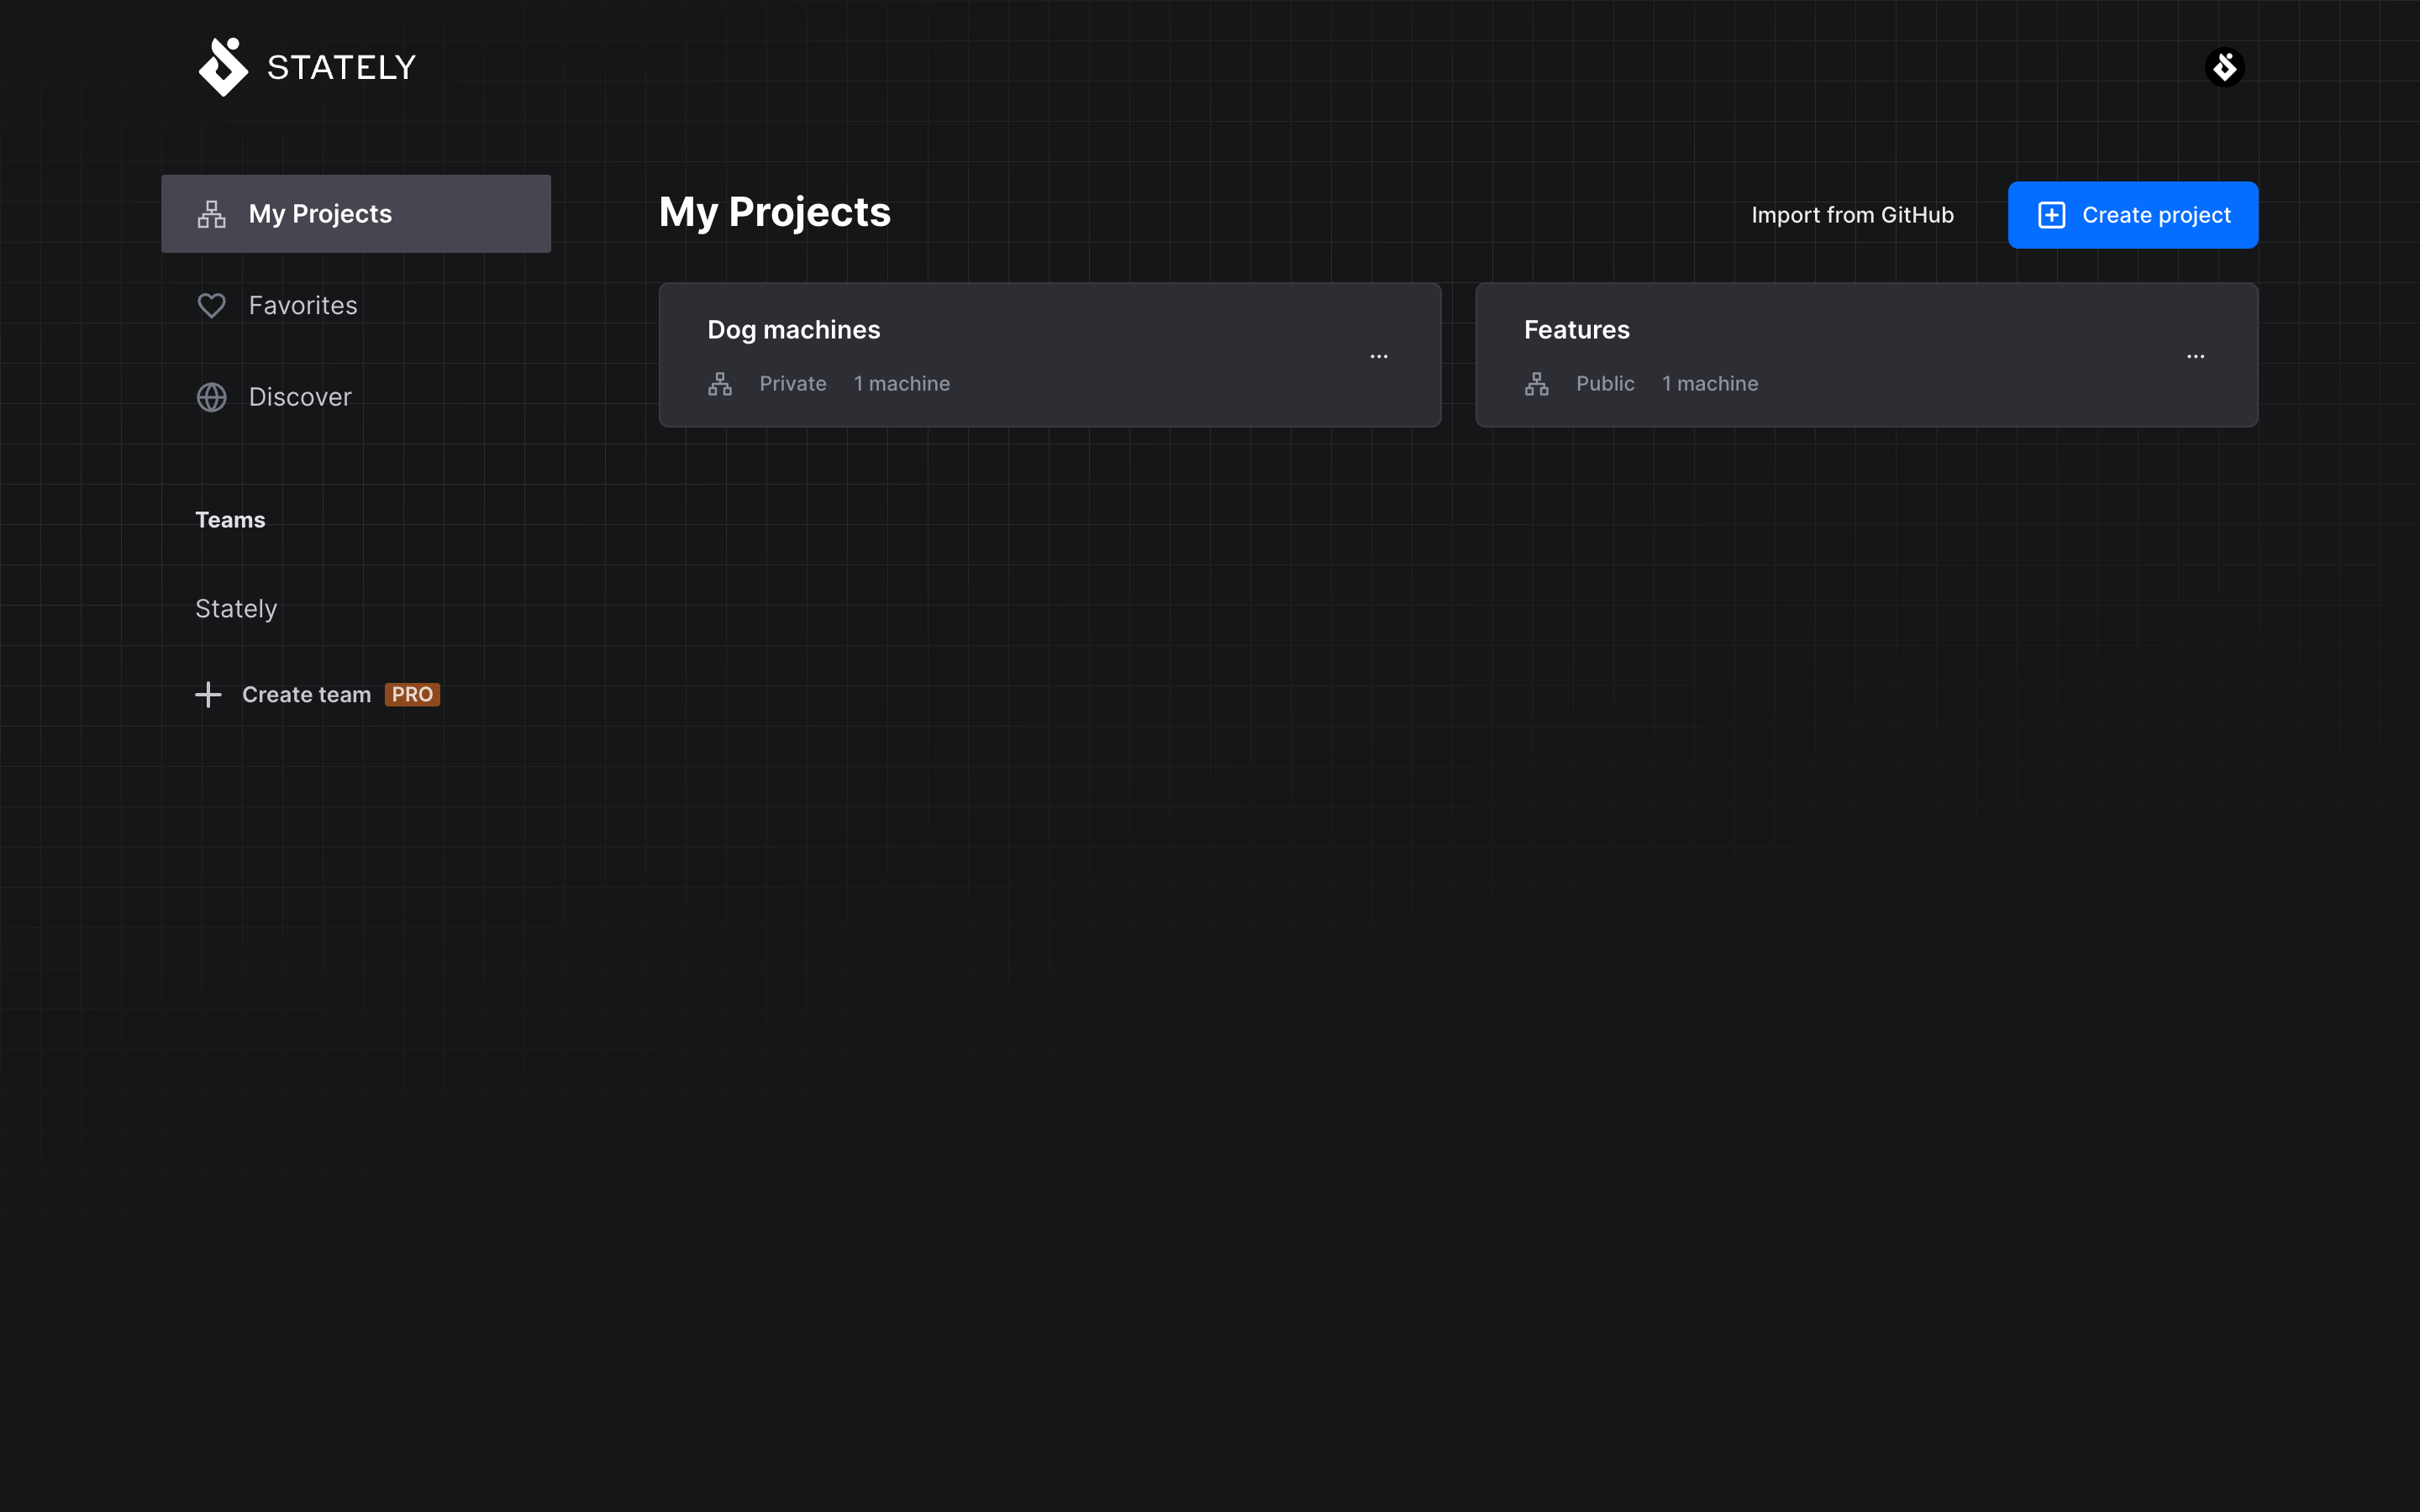 STATELY
My Projects
Favorites
Discover
Teams
Stately
Create team PRO
My Projects
Import from GitHub
Create project
Dog machines
Private 1 machine
...
Features
Public 1 machine
...